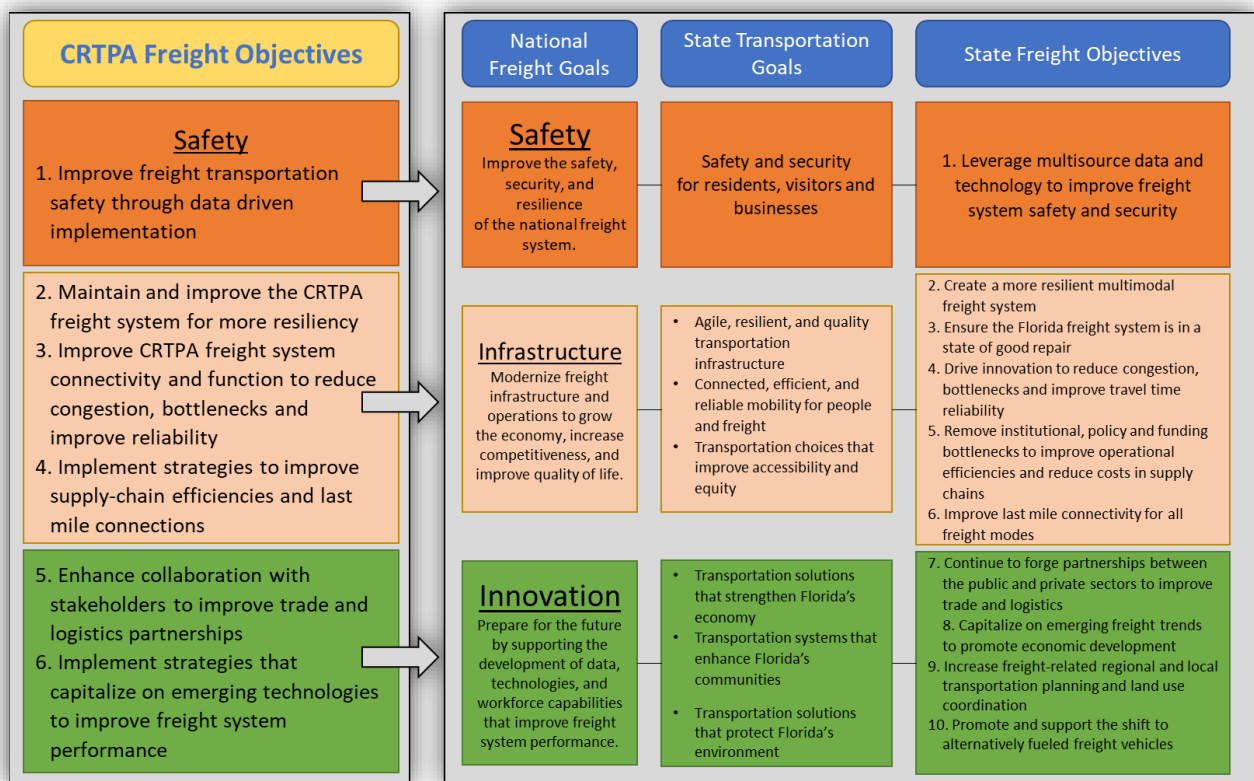 CRTPA Freight Objectives
Safety
1. Improve freight transportation
safety through data driven
implementation
2. Maintain and improve the CRTPA
freight system for more resiliency
3. Improve CRTPA freight system
connectivity and function to reduce
congestion, bottlenecks and
improve reliability
4. Implement strategies to improve
supply-chain efficiencies and last
mile connections
5. Enhance collaboration with
stakeholders to improve trade and
logistics partnerships
6. Implement strategies that
capitalize on emerging technologies
to improve freight system
performance
National
Freight Goals
State Transportation
Goals
State Freight Objectives
Safety
Improve the safety,
security, and
resilience
of the national freight
system.
Safety and security
for residents, visitors and
businesses
1. Leverage multisource data and
technology to improve freight
system safety and security
Infrastructure
Modernize freight
infrastructure and
operations to grow
the economy, increase
competitiveness, and
improve quality of life.
• Agile, resilient, and quality
transportation
infrastructure
• Connected, efficient, and
reliable mobility for people
and freight
• Transportation choices that
improve accessibility and
equity
2. Create a more resilient multimodal
freight system
3. Ensure the Florida freight system is in a
state of good repair
4. Drive innovation to reduce congestion,
bottlenecks and improve travel time
reliability
5. Remove institutional, policy and funding
bottlenecks to improve operational
efficiencies and reduce costs in supply
chains
6. Improve last mile connectivity for all
freight modes
Innovation
Prepare for the future
by supporting the
development of data,
technologies, and
workforce capabilities
that improve freight
system performance.
• Transportation solutions
that strengthen Florida's
economy
• Transportation systems that
enhance Florida's
communities
• Transportation solutions
that protect Florida's
environment
7. Continue to forge partnerships between
the public and private sectors to improve
trade and logistics
8. Capitalize on emerging freight trends
to promote economic development
9. Increase freight-related regional and local
transportation planning and land use
coordination
10. Promote and support the shift to
alternatively fueled freight vehicles